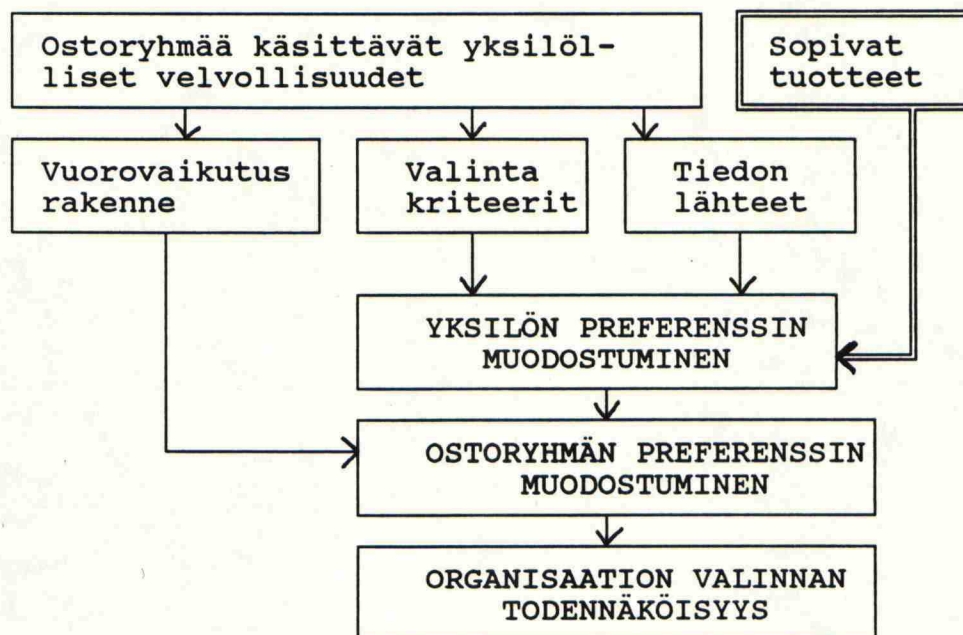 Ostoryhmää käsittävät yksilöl-
liset velvollisuudet
Sopivat
tuotteet
Vuorovaikutus
rakenne
Valinta
kriteerit
Tiedon
lähteet
YKSILÖN PREFERENSSIN
MUODOSTUMINEN
OSTORYHMÄN PREFERENSSIN
MUODOSTUMINEN
ORGANISAATION VALINNAN
TODENNÄKÖISYYS